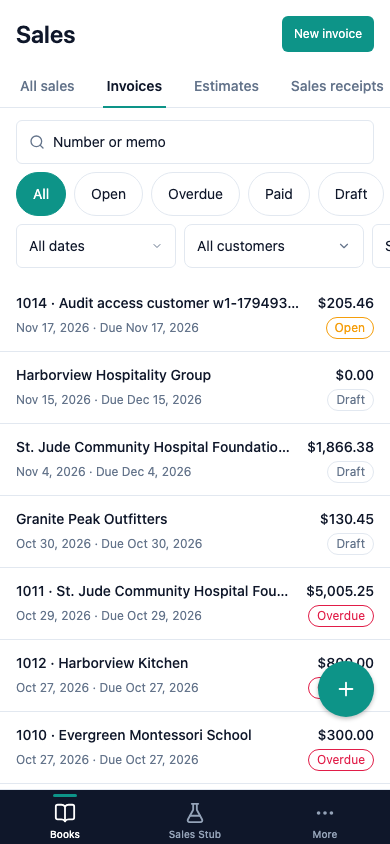 Sales
New invoice
All sales
Invoices
Estimates
Sales receipts
Number or memo
All
Open
Overdue
Paid
Draft
All dates
All customers
1014 · Audit access customer w1-179493...
$205.46
Nov 17, 2026 · Due Nov 17, 2026
Open
Harborview Hospitality Group
$0.00
Nov 15, 2026 · Due Dec 15, 2026
Draft
St. Jude Community Hospital Foundatio...
$1,866.38
Nov 4, 2026 · Due Dec 4, 2026
Draft
Granite Peak Outfitters
$130.45
Oct 30, 2026 · Due Oct 30, 2026
Draft
1011 · St. Jude Community Hospital Fou...
$5,005.25
Oct 29, 2026 · Due Oct 29, 2026
Overdue
1012 · Harborview Kitchen
Oct 27, 2026 · Due Oct 27, 2026
1010 · Evergreen Montessori School
$300.00
Oct 27, 2026 · Due Oct 27, 2026
Overdue
Books
Sales Stub
More